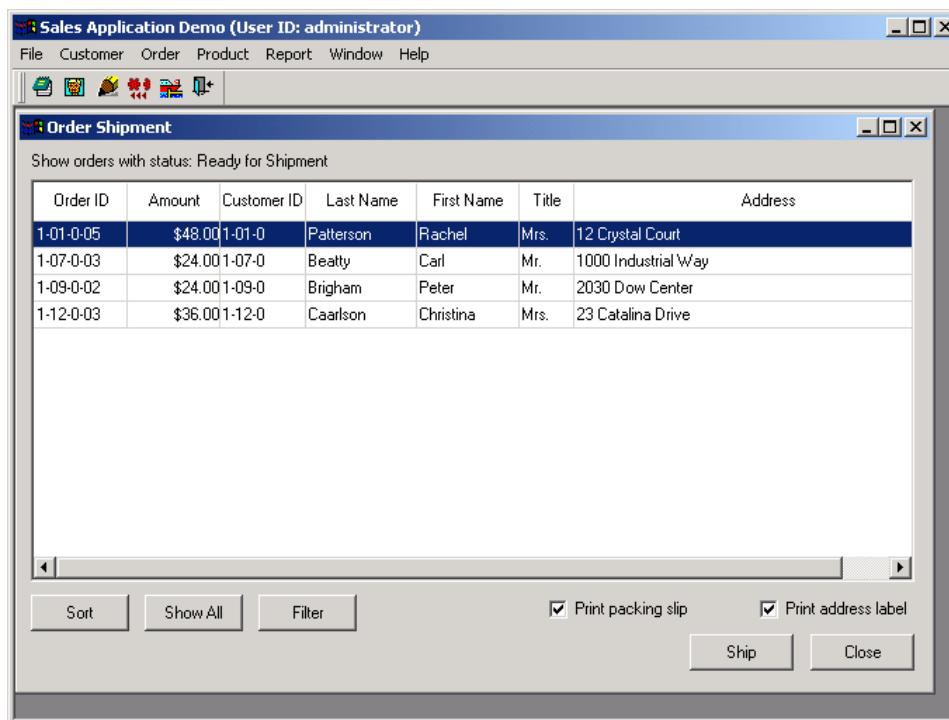 Sales Application Demo (User ID: administrator)
File Customer Order Product Report Window Help
Order Shipment
Show orders with status: Ready for Shipment
Order ID Amount Customer ID Last Name First Name Title Address
1-01-0-05 $48.00 1-01-0 Patterson Rachel Mrs. 12 Crystal Court
1-07-0-03 $24.00 1-07-0 Beatty Carl Mr. 1000 Industrial Way
1-09-0-02 $24.00 1-09-0 Brigham Peter Mr. 2030 Dow Center
1-12-0-03 $36.00 1-12-0 Caarlson Christina Mrs. 23 Catalina Drive
Sort Show All Filter Print packing slip Print address label
Ship Close